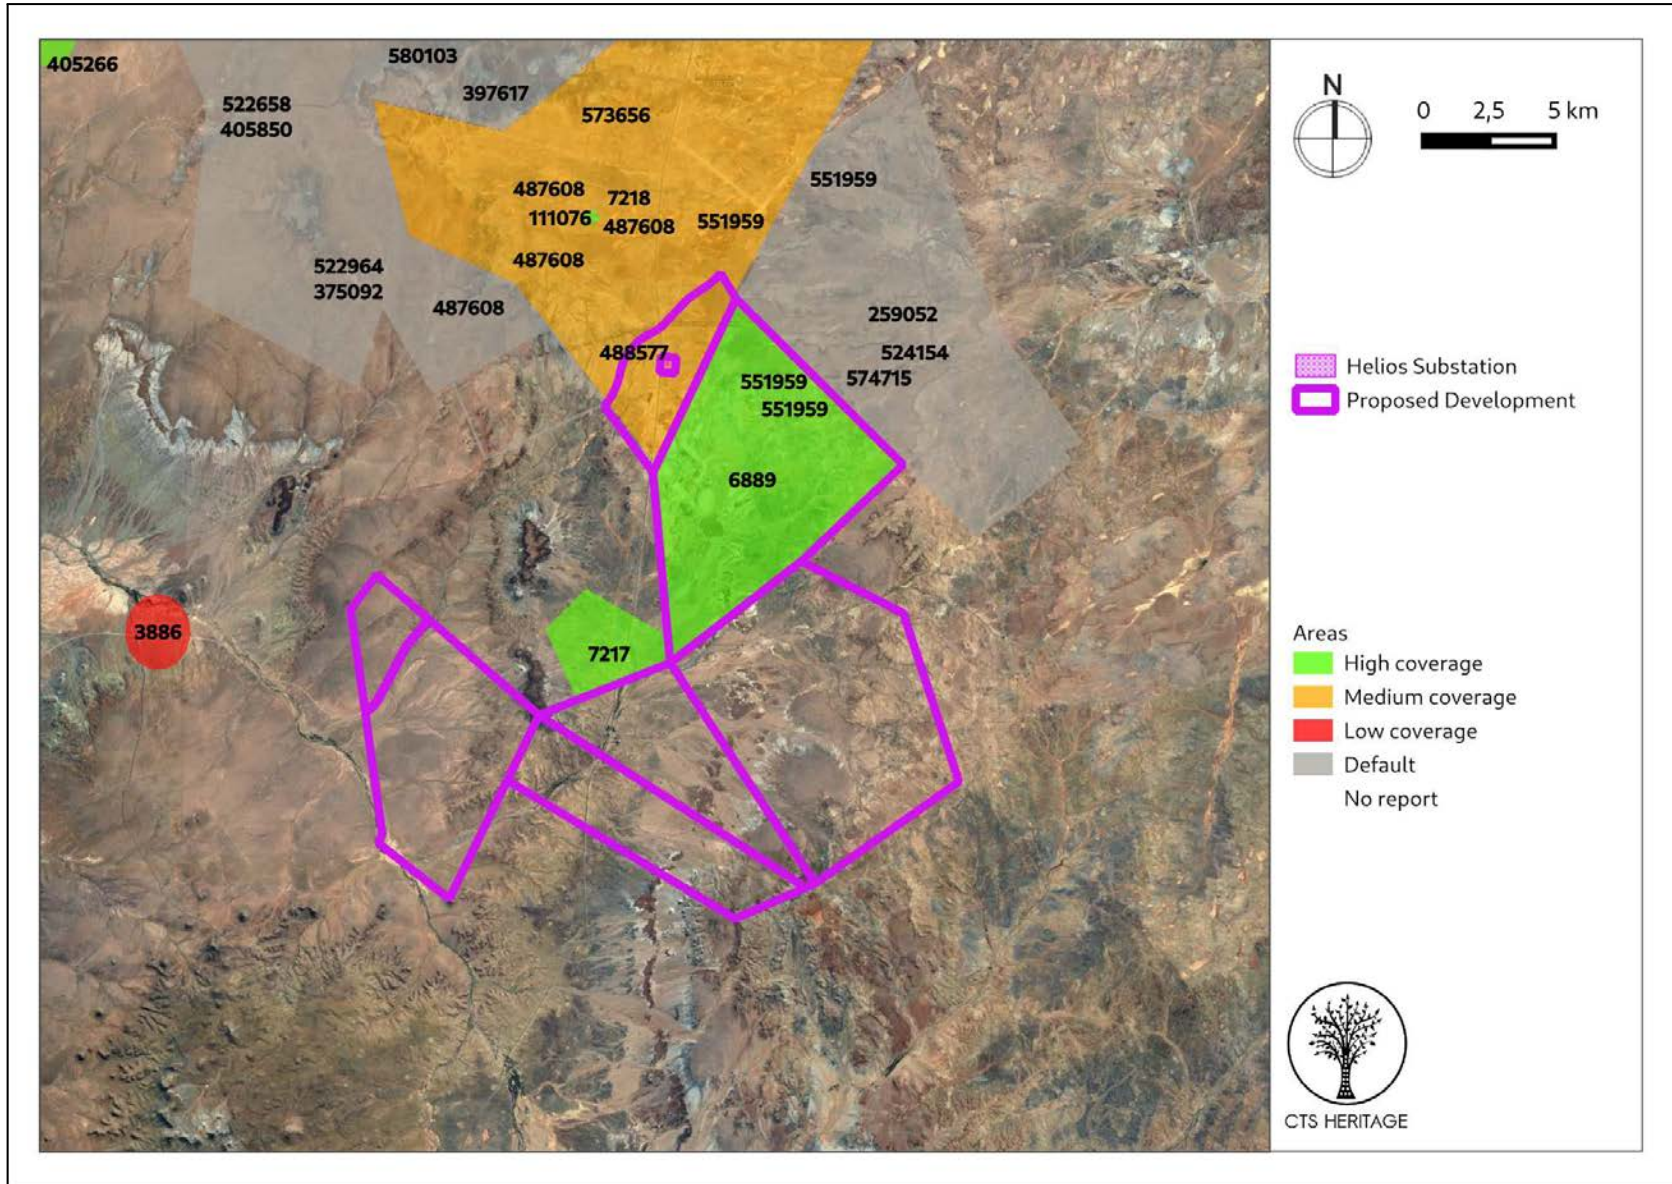 405266
580103
397617
522658
405850
573656
551959
487608
7218
111076
487608
551959
487608
522964
375092
487608
259052
488577
524154
574715
551959
551959
6889
3886
7217
N
0 2,5 5 km
Helios Substation
Proposed Development
Areas
High coverage
Medium coverage
Low coverage
Default
No report
CTS HERITAGE